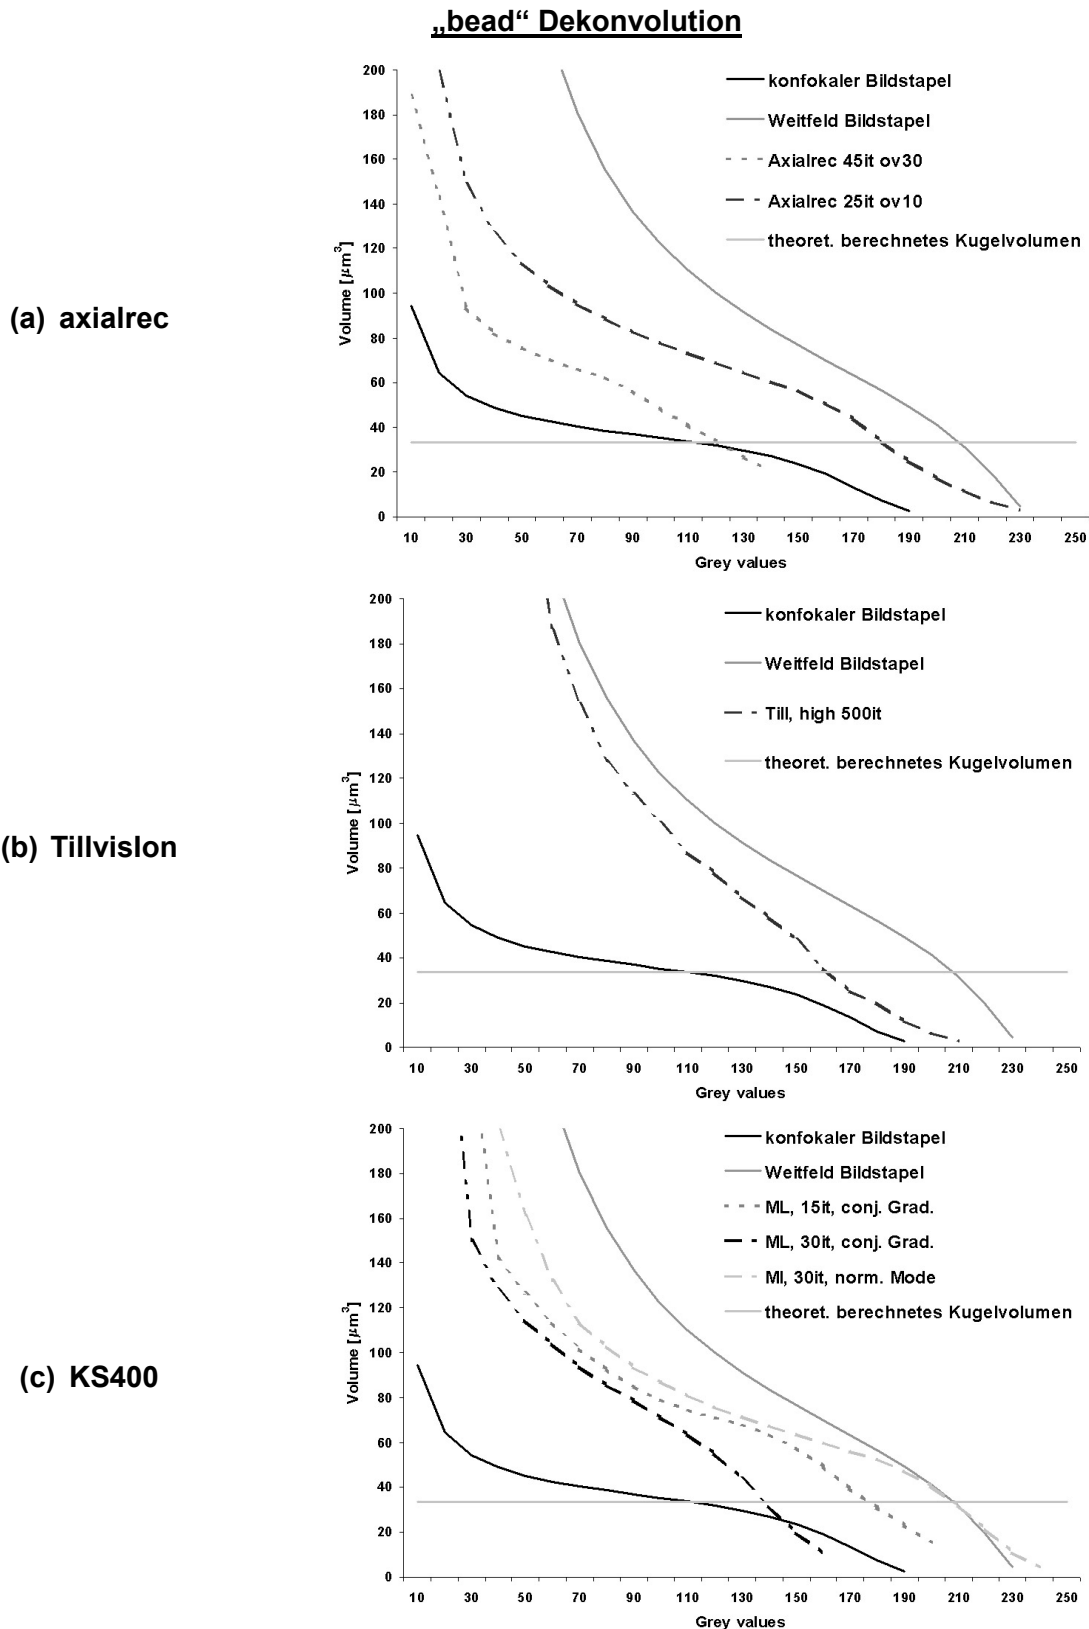 „bead“ Dekonvolution
(a) axialrec
Volume [µm³]
200
180
160
140
120
100
80
60
40
20
0
10 30 50 70 90 110 130 150 170 190 210 230 250
Grey values
konfokaler Bildstapel
Weitfeld Bildstapel
Axialrec 45it ov30
Axialrec 25it ov10
theoret. berechnetes Kugelvolumen
(b) Tillvislon
Volume [µm³]
200
180
160
140
120
100
80
60
40
20
0
10 30 50 70 90 110 130 150 170 190 210 230 250
Grey values
konfokaler Bildstapel
Weitfeld Bildstapel
Till, high 500it
theoret. berechnetes Kugelvolumen
(c) KS400
Volume [µm³]
200
180
160
140
120
100
80
60
40
20
0
10 30 50 70 90 110 130 150 170 190 210 230 250
Grey values
konfokaler Bildstapel
Weitfeld Bildstapel
ML, 15it, conj. Grad.
ML, 30it, conj. Grad.
Ml, 30it, norm. Mode
theoret. berechnetes Kugelvolumen